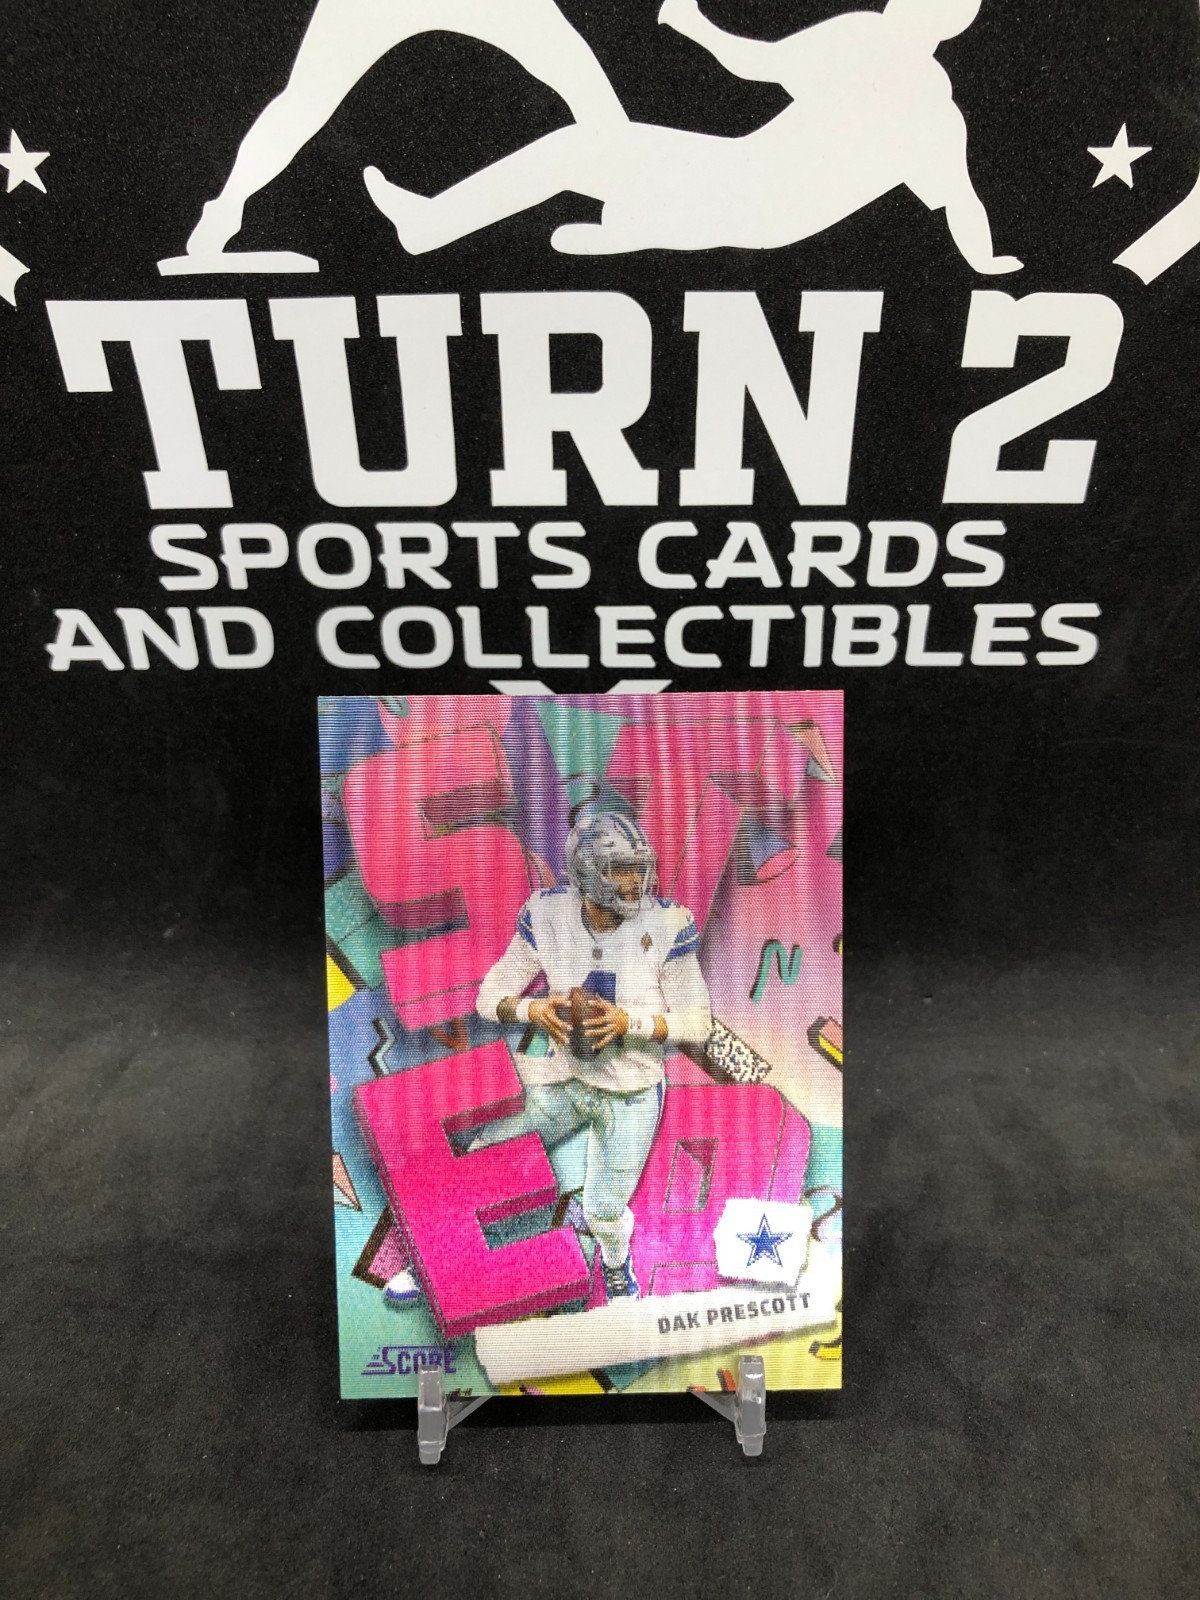 TURN 2
SPORTS CARDS
AND COLLECTIBLES
DAK PRESCOTT
SCORE